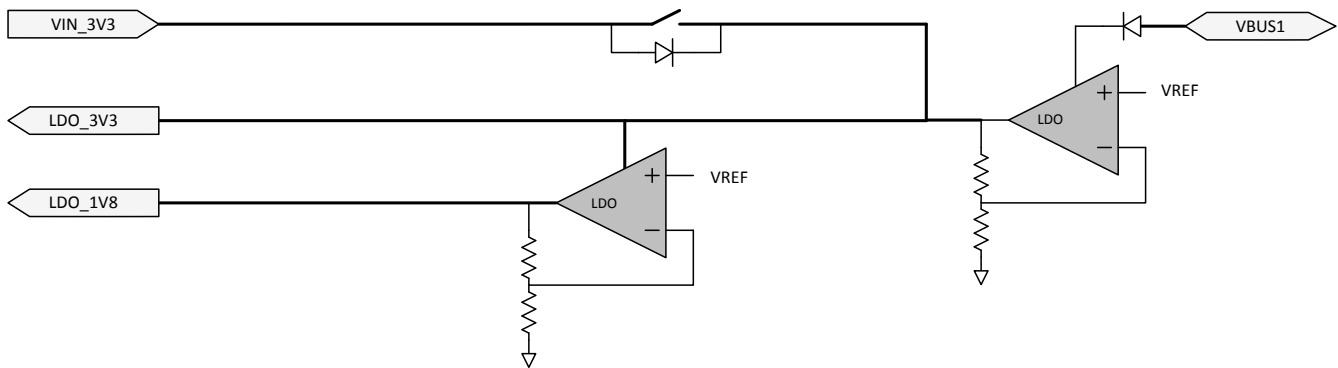 VIN_3V3
VBUS1
VREF
LDO_3V3
LDO
VREF
LDO_1V8
LDO